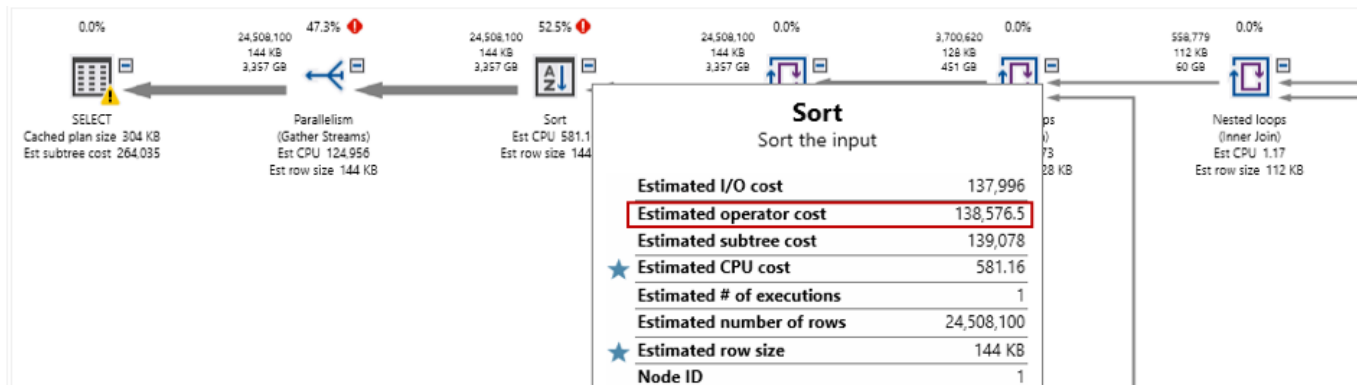 0.0%
24,508,100
144 KB
3,357 GB
47.3%
24,508,100
144 KB
3,357 GB
52.5%
24,508,100
144 KB
3,357 GB
0.0%
3,700,620
128 KB
451 GB
0.0%
558,779
112 KB
60 GB
0.0%
SELECT
Cached plan size 304 KB
Est subtree cost 264,035
Parallelism
(Gather Streams)
Est CPU 124,956
Est row size 144 KB
A
Z
Sort
Est CPU 581.1
Est row size 144
Sort
Sort the input
Estimated I/O cost 137,996
Estimated operator cost 138,576.5
Estimated subtree cost 139,078
Estimated CPU cost 581.16
Estimated # of executions 1
Estimated number of rows 24,508,100
Estimated row size 144 KB
Node ID 1
ps
)
73
28 KB
Nested loops
(Inner Join)
Est CPU 1.17
Est row size 112 KB